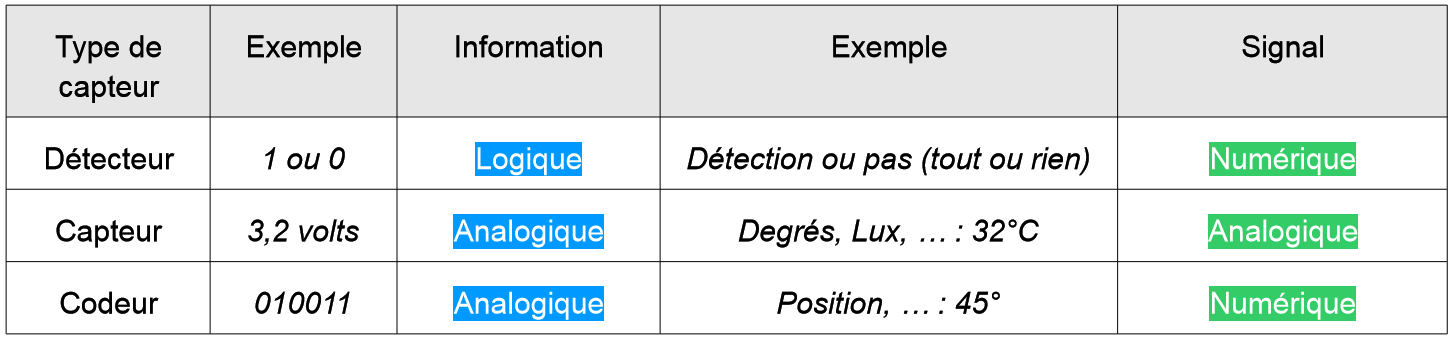 Type de capteur Exemple Information Exemple Signal
Détecteur 1 ou 0 Logique Détection ou pas (tout ou rien) Numérique
Capteur 3,2 volts Analogique Degrés, Lux, … : 32°C Analogique
Codeur 010011 Analogique Position, … : 45° Numérique